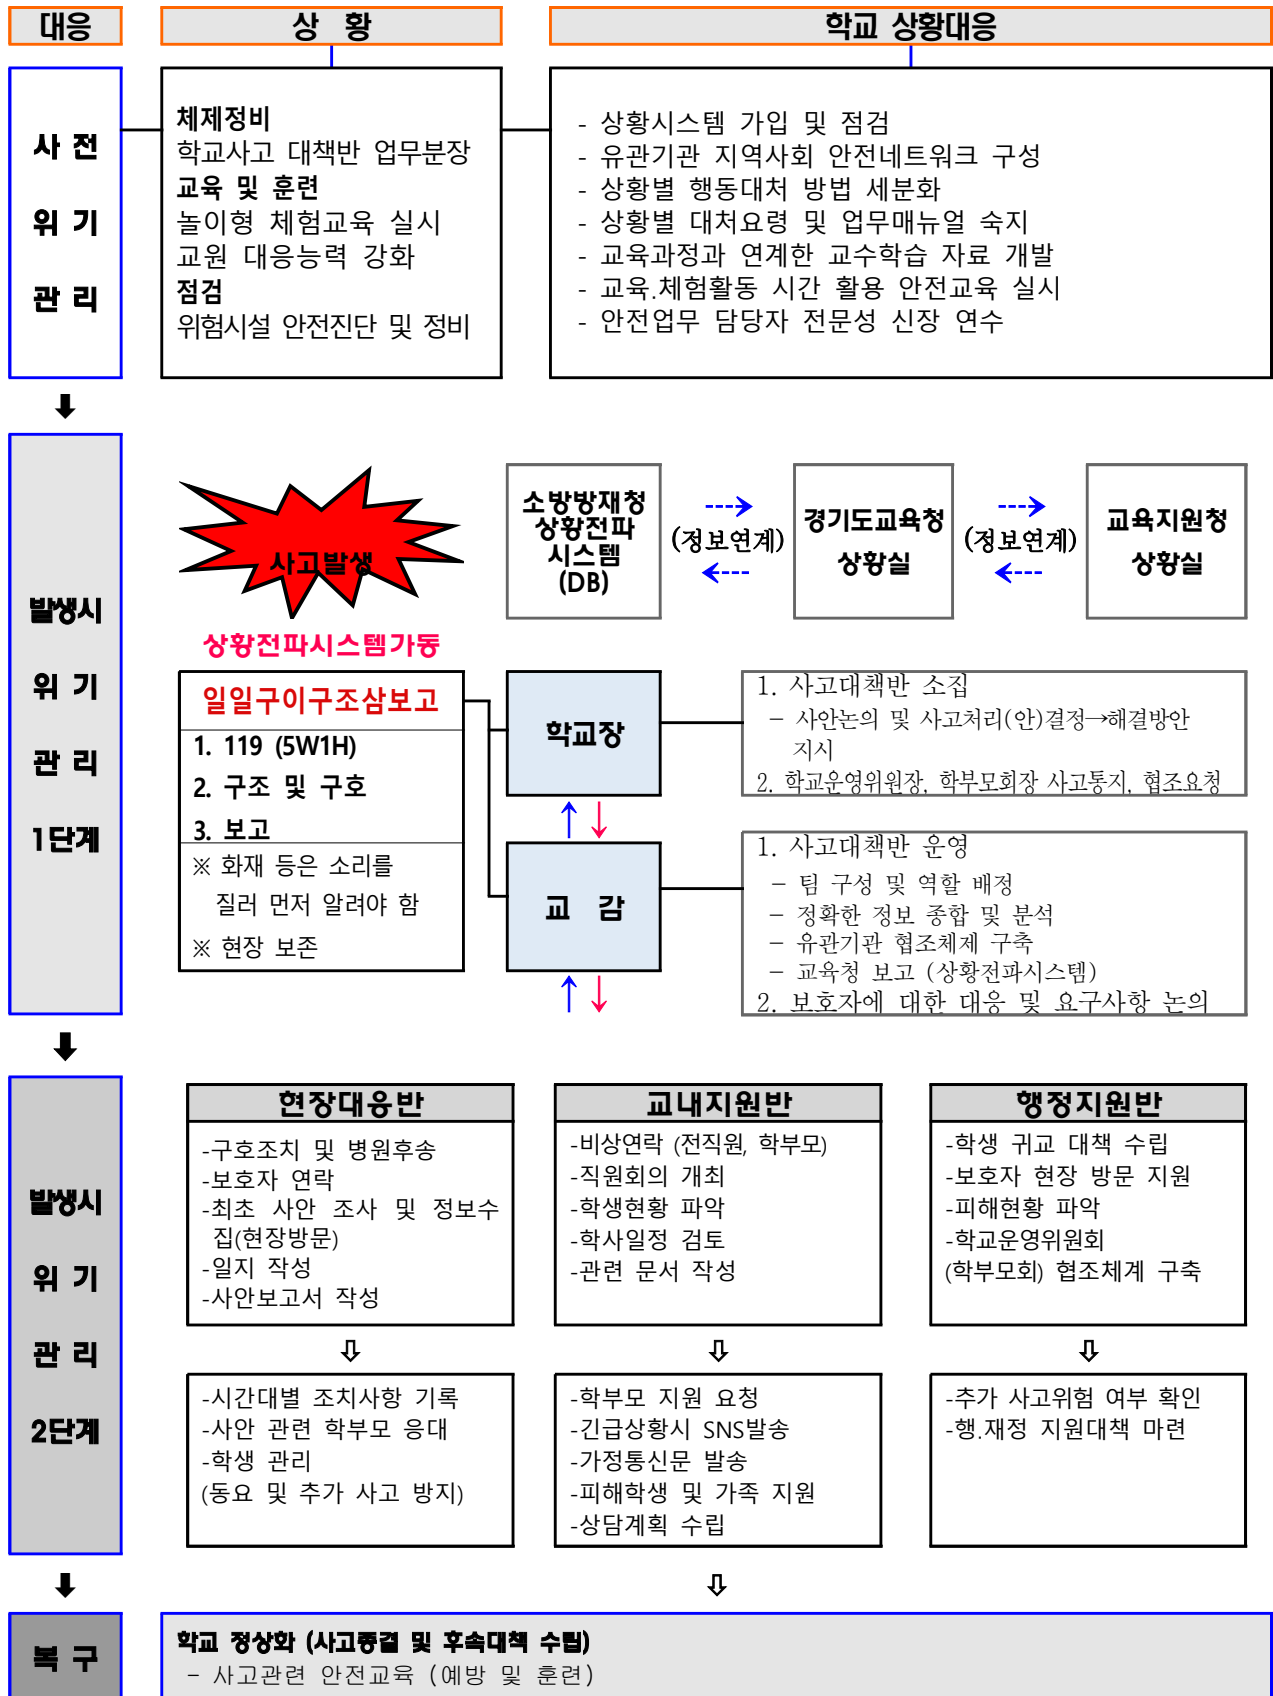 대응
상 황
학교 상황대응
사 전
위 기
관 리
체제정비
학교사고 대책반 업무분장
교육 및 훈련
놀이형 체험교육 실시
교원 대응능력 강화
점검
위험시설 안전진단 및 정비
- 상황시스템 가입 및 점검
- 유관기관 지역사회 안전네트워크 구성
- 상황별 행동대처 방법 세분화
- 상황별 대처요령 및 업무매뉴얼 숙지
- 교육과정과 연계한 교수학습 자료 개발
- 교육.체험활동 시간 활용 안전교육 실시
- 안전업무 담당자 전문성 신장 연수
발생시
위 기
관 리
1단계
사고발생
상황전파시스템가동
소방방재청
상황전파
시스템
(DB)
(정보연계)
경기도교육청
상황실
(정보연계)
교육지원청
상황실
일일구이구조삼보고
1. 119 (5W1H)
2. 구조 및 구호
3. 보고
※ 화재 등은 소리를
질러 먼저 알려야 함
※ 현장 보존
학교장
1. 사고대책반 소집
- 사안논의 및 사고처리(안)결정→해결방안
지시
2. 학교운영위원장, 학부모회장 사고통지, 협조요청
교 감
1. 사고대책반 운영
- 팀 구성 및 역할 배정
- 정확한 정보 종합 및 분석
- 유관기관 협조체제 구축
- 교육청 보고 (상황전파시스템)
2. 보호자에 대한 대응 및 요구사항 논의
발생시
위 기
관 리
2단계
현장대응반
-구호조치 및 병원후송
-보호자 연락
-최초 사안 조사 및 정보수
집(현장방문)
-일지 작성
-사안보고서 작성
교내지원반
-비상연락 (전직원, 학부모)
-직원회의 개최
-학생현황 파악
-학사일정 검토
-관련 문서 작성
행정지원반
-학생 귀교 대책 수립
-보호자 현장 방문 지원
-피해현황 파악
-학교운영위원회
(학부모회) 협조체계 구축
-시간대별 조치사항 기록
-사안 관련 학부모 응대
-학생 관리
(동요 및 추가 사고 방지)
-학부모 지원 요청
-긴급상황시 SNS발송
-가정통신문 발송
-피해학생 및 가족 지원
-상담계획 수립
-추가 사고위험 여부 확인
-행.재정 지원대책 마련
복 구
학교 정상화 (사고종결 및 후속대책 수립)
- 사고관련 안전교육 (예방 및 훈련)